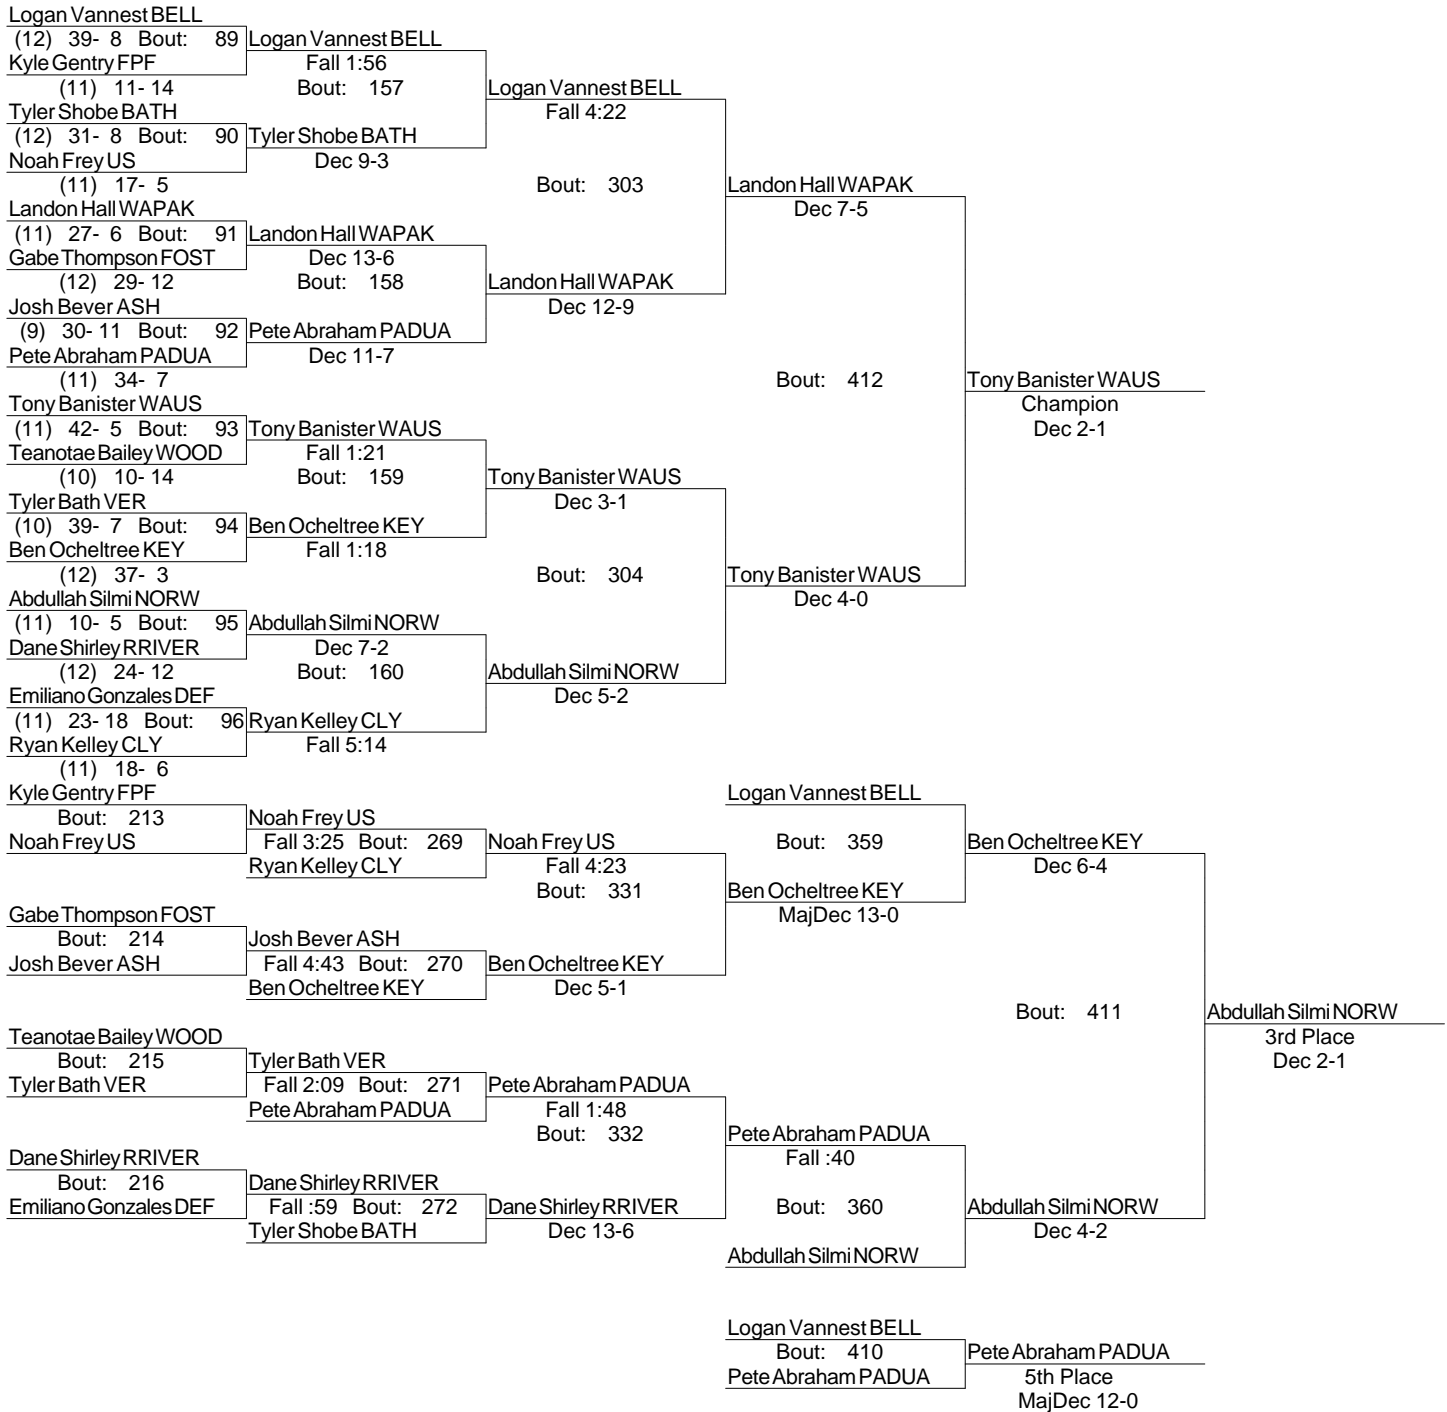 Logan Vannest BELL
(12) 39- 8 Bout: 89 Logan Vannest BELL
Kyle Gentry FPF Fall 1:56
(11) 11- 14 Bout: 157 Logan Vannest BELL
Tyler Shobe BATH Fall 4:22
(12) 31- 8 Bout: 90 Tyler Shobe BATH
Noah Frey US Dec 9-3
(11) 17- 5 Bout: 303 Landon Hall WAPAK
Landon Hall WAPAK Dec 7-5
(11) 27- 6 Bout: 91 Landon Hall WAPAK
Gabe Thompson FOST Dec 13-6
(12) 29- 12 Bout: 158 Landon Hall WAPAK
Josh Bever ASH Dec 12-9
(9) 30- 11 Bout: 92 Pete Abraham PADUA
Pete Abraham PADUA Dec 11-7
(11) 34- 7 Bout: 412 Tony Banister WAUS
Tony Banister WAUS Champion
(11) 42- 5 Bout: 93 Tony Banister WAUS Dec 2-1
Teanotae Bailey WOOD Fall 1:21
(10) 10- 14 Bout: 159 Tony Banister WAUS
Tyler Bath VER Dec 3-1
(10) 39- 7 Bout: 94 Ben Ocheltree KEY
Ben Ocheltree KEY Fall 1:18
(12) 37- 3 Bout: 304 Tony Banister WAUS
Abdullah Silmi NORW Dec 4-0
(11) 10- 5 Bout: 95 Abdullah Silmi NORW
Dane Shirley RRIVER Dec 7-2
(12) 24- 12 Bout: 160 Abdullah Silmi NORW
Emiliano Gonzales DEF Dec 5-2
(11) 23- 18 Bout: 96 Ryan Kelley CLY
Ryan Kelley CLY Fall 5:14
(11) 18- 6
Kyle Gentry FPF Logan Vannest BELL
Bout: 213 Noah Frey US
Noah Frey US Fall 3:25 Bout: 269 Noah Frey US Bout: 359 Ben Ocheltree KEY
Ryan Kelley CLY Fall 4:23 Dec 6-4
Bout: 331 Ben Ocheltree KEY
Gabe Thompson FOST MajDec 13-0
Bout: 214 Josh Bever ASH
Josh Bever ASH Fall 4:43 Bout: 270 Ben Ocheltree KEY
Ben Ocheltree KEY Dec 5-1
Bout: 411 Abdullah Silmi NORW
Teanotae Bailey WOOD 3rd Place
Bout: 215 Tyler Bath VER Dec 2-1
Tyler Bath VER Fall 2:09 Bout: 271 Pete Abraham PADUA
Pete Abraham PADUA Fall 1:48
Bout: 332 Pete Abraham PADUA
Dane Shirley RRIVER Fall :40
Bout: 216 Dane Shirley RRIVER
Emiliano Gonzales DEF Fall :59 Bout: 272 Dane Shirley RRIVER Bout: 360 Abdullah Silmi NORW
Tyler Shobe BATH Dec 13-6 Dec 4-2
Abdullah Silmi NORW
Logan Vannest BELL
Bout: 410 Pete Abraham PADUA
Pete Abraham PADUA 5th Place
MajDec 12-0